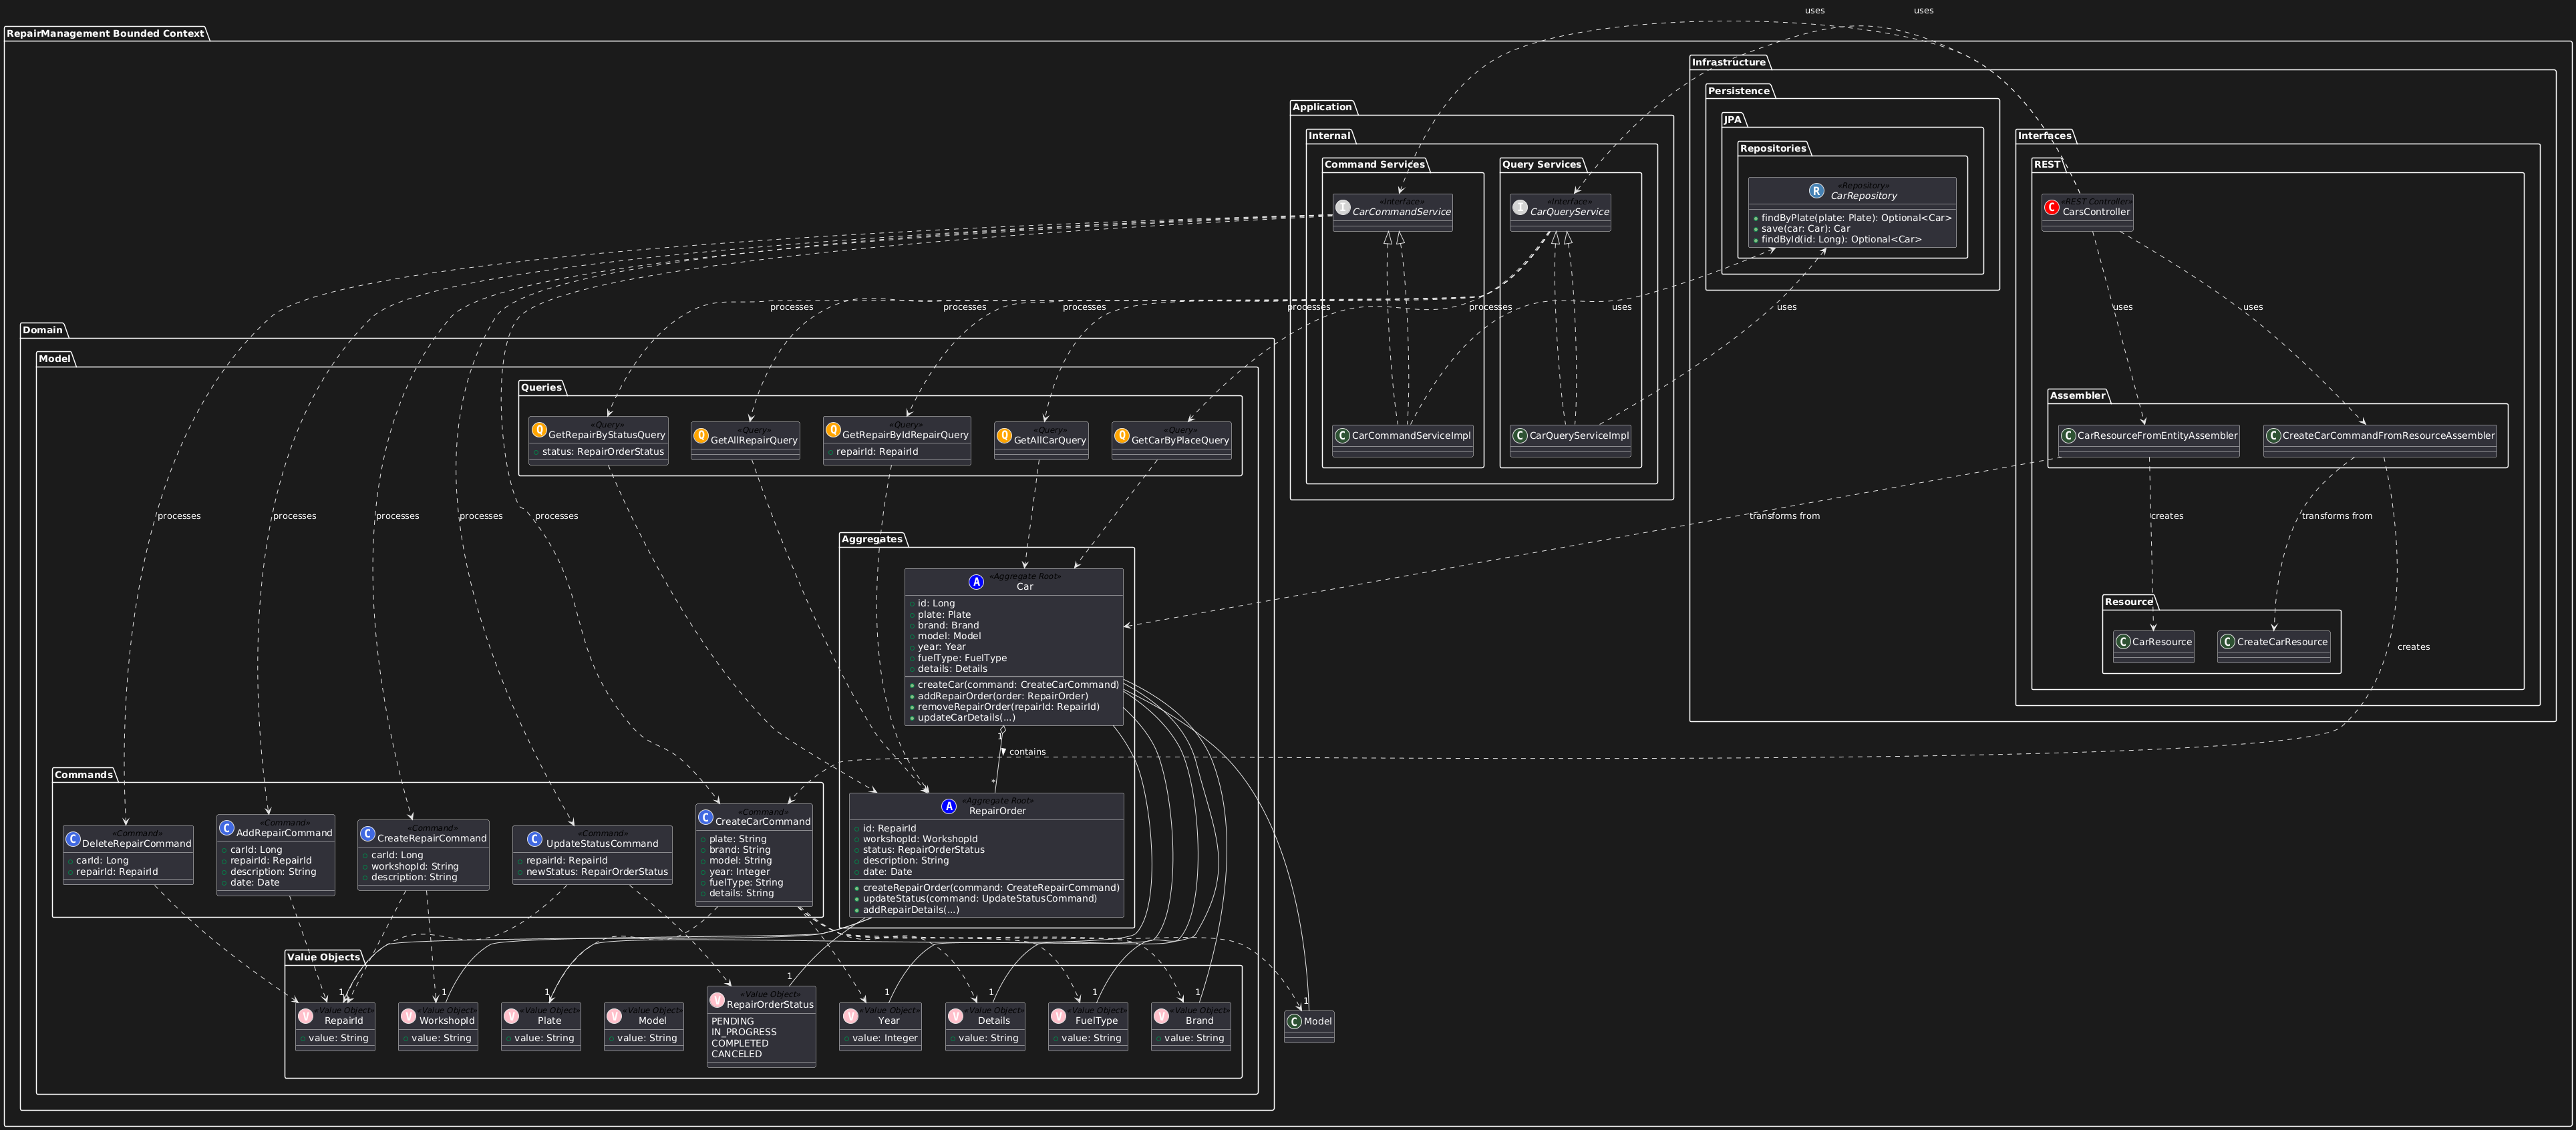 uses
uses
RepairManagement Bounded Context
Infrastructure
Persistence
JPA
Repositories
R
«Repository»
CarRepository
findByPlate(plate: Plate): Optional<Car>
save(car: Car): Car
findById(id: Long): Optional<Car>
Interfaces
REST
C
«REST Controller»
CarsController
Application
Internal
Command Services
I
«Interface»
CarCommandService
Query Services
I
«Interface»
CarQueryService
processes
processes
processes
processes
processes
uses
uses
uses
uses
C CarCommandServiceImpl
C CarQueryServiceImpl
Assembler
C CarResourceFromEntityAssembler
C CreateCarCommandFromResourceAssembler
Domain
Model
Queries
Q
«Query»
GetRepairByStatusQuery
status: RepairOrderStatus
Q
«Query»
GetAllRepairQuery
Q
«Query»
GetRepairByIdRepairQuery
repairId: RepairId
Q
«Query»
GetAllCarQuery
Q
«Query»
GetCarByPlaceQuery
processes
processes
processes
processes
processes
transforms from
creates
transforms from
Resource
C CarResource
C CreateCarResource
creates
Aggregates
A
«Aggregate Root»
Car
id: Long
plate: Plate
brand: Brand
model: Model
year: Year
fuelType: FuelType
details: Details
createCar(command: CreateCarCommand)
addRepairOrder(order: RepairOrder)
removeRepairOrder(repairId: RepairId)
updateCarDetails(...)
1
contains
*
A
«Aggregate Root»
RepairOrder
id: RepairId
workshopId: WorkshopId
status: RepairOrderStatus
description: String
date: Date
createRepairOrder(command: CreateRepairCommand)
updateStatus(command: UpdateStatusCommand)
addRepairDetails(...)
Commands
C
«Command»
DeleteRepairCommand
carId: Long
repairId: RepairId
C
«Command»
AddRepairCommand
carId: Long
repairId: RepairId
description: String
date: Date
C
«Command»
CreateRepairCommand
carId: Long
workshopId: String
description: String
C
«Command»
UpdateStatusCommand
repairId: RepairId
newStatus: RepairOrderStatus
C
«Command»
CreateCarCommand
plate: String
brand: String
model: String
year: Integer
fuelType: String
details: String
Value Objects
1
V
«Value Object»
RepairId
value: String
1
V
«Value Object»
WorkshopId
value: String
1
V
«Value Object»
Plate
value: String
V
«Value Object»
Model
value: String
1
V
«Value Object»
RepairOrderStatus
PENDING
IN_PROGRESS
COMPLETED
CANCELED
1
V
«Value Object»
Year
value: Integer
1
V
«Value Object»
Details
value: String
1
V
«Value Object»
FuelType
value: String
1
V
«Value Object»
Brand
value: String
1
C Model